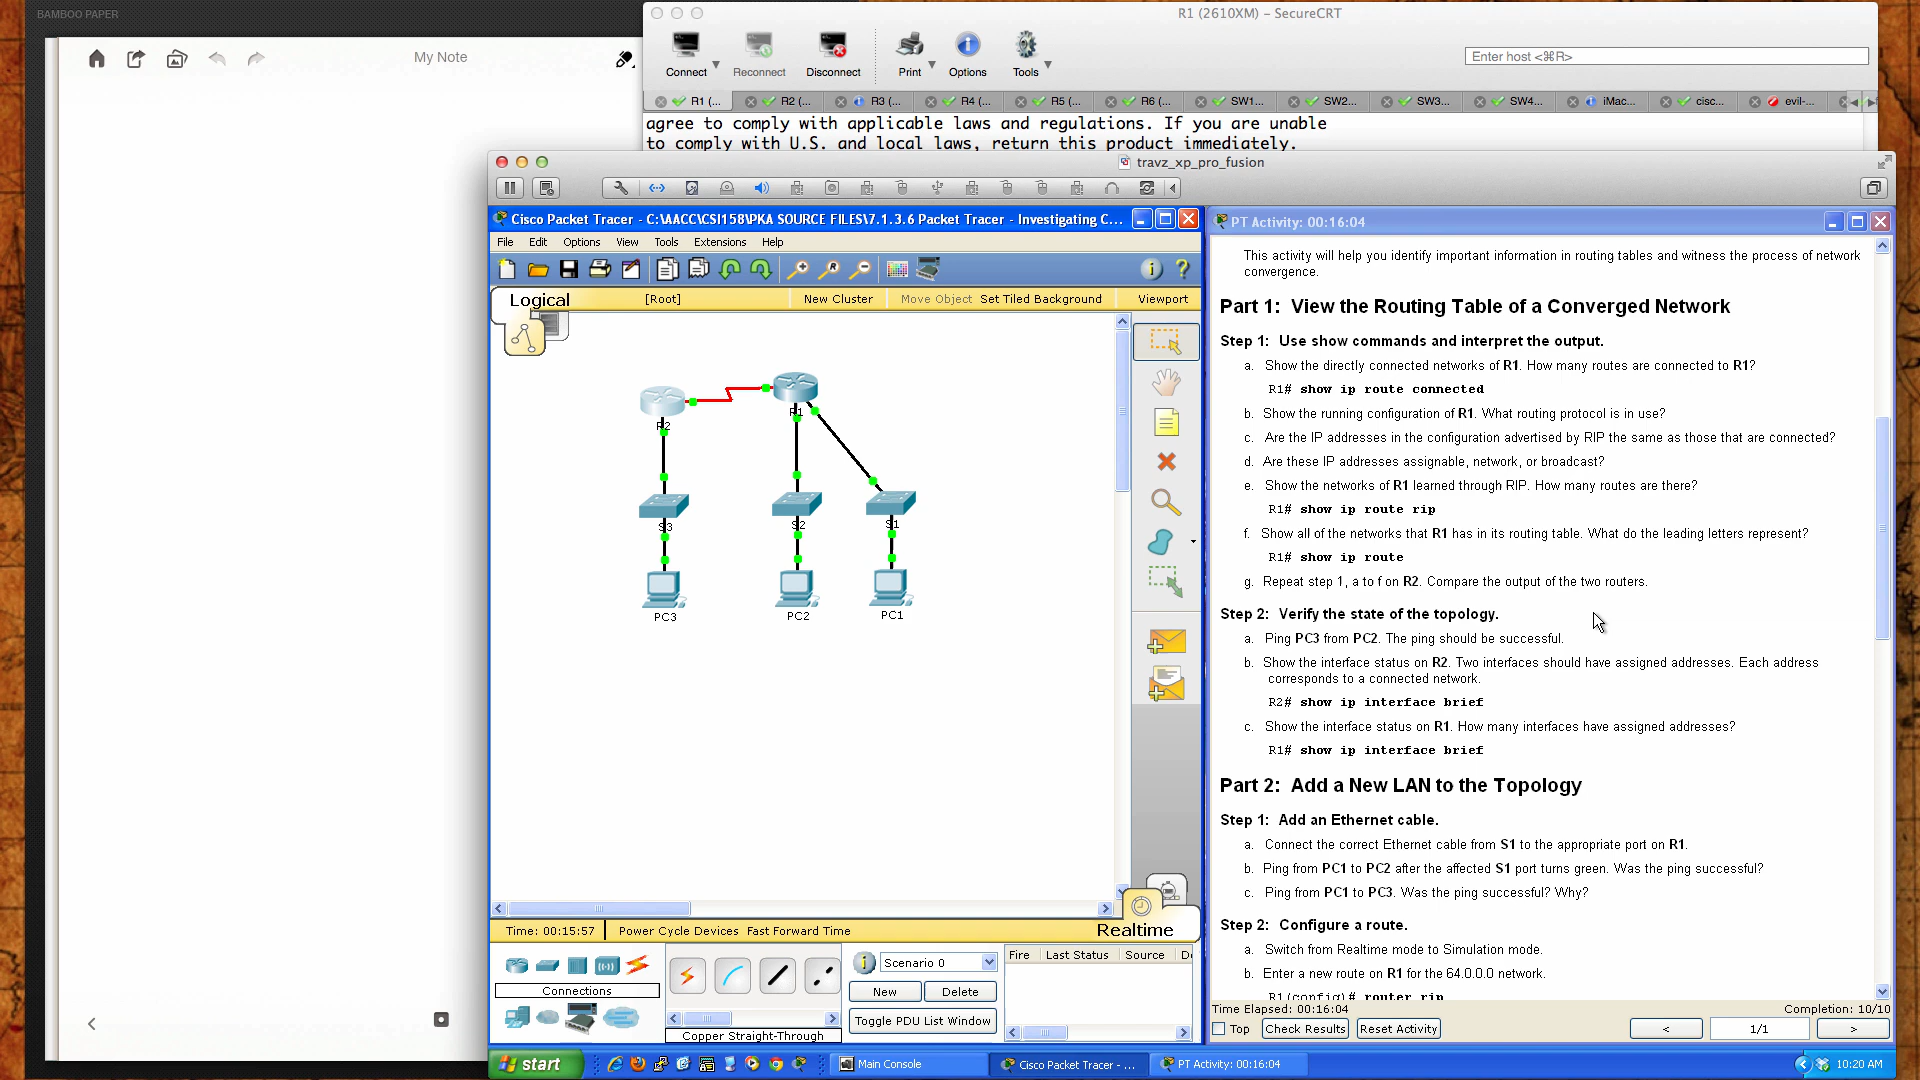 BAMBOO PAPER
My Note
R1 (2610XM) – SecureCRT
Connect
Reconnect
Disconnect
Print
Options
Tools
Enter host <⌘R>
R1 (...
R2 (...
R3 (...
R4 (...
R5 (...
R6 (...
SW1...
SW2...
SW3...
SW4...
iMac...
cisc...
evil-...
agree to comply with applicable laws and regulations. If you are unable
to comply with U.S. and local laws, return this product immediately.
travz_xp_pro_fusion
Cisco Packet Tracer - C:\AACC\CSI158\PKA SOURCE FILES\7.1.3.6 Packet Tracer - Investigating C...
File Edit Options View Tools Extensions Help
Logical
[Root]
New Cluster
Move Object
Set Tiled Background
Viewport
R2
R1
S3
S2
S1
PC3
PC2
PC1
Time: 00:15:57
Power Cycle Devices Fast Forward Time
Realtime
Connections
Copper Straight-Through
Scenario 0
New
Delete
Toggle PDU List Window
Fire
Last Status
Source
PT Activity: 00:16:04
This activity will help you identify important information in routing tables and witness the process of network
convergence.
Part 1: View the Routing Table of a Converged Network
Step 1: Use show commands and interpret the output.
a. Show the directly connected networks of R1. How many routes are connected to R1?
R1# show ip route connected
b. Show the running configuration of R1. What routing protocol is in use?
c. Are the IP addresses in the configuration advertised by RIP the same as those that are connected?
d. Are these IP addresses assignable, network, or broadcast?
e. Show the networks of R1 learned through RIP. How many routes are there?
R1# show ip route rip
f. Show all of the networks that R1 has in its routing table. What do the leading letters represent?
R1# show ip route
g. Repeat step 1, a to f on R2. Compare the output of the two routers.
Step 2: Verify the state of the topology.
a. Ping PC3 from PC2. The ping should be successful.
b. Show the interface status on R2. Two interfaces should have assigned addresses. Each address
corresponds to a connected network.
R2# show ip interface brief
c. Show the interface status on R1. How many interfaces have assigned addresses?
R1# show ip interface brief
Part 2: Add a New LAN to the Topology
Step 1: Add an Ethernet cable.
a. Connect the correct Ethernet cable from S1 to the appropriate port on R1.
b. Ping from PC1 to PC2 after the affected S1 port turns green. Was the ping successful?
c. Ping from PC1 to PC3. Was the ping successful? Why?
Step 2: Configure a route.
a. Switch from Realtime mode to Simulation mode.
b. Enter a new route on R1 for the 64.0.0.0 network.
R1(config)# router rip
Time Elapsed: 00:16:04
Completion: 10/10
Top
Check Results
Reset Activity
<
1/1
>
start
Main Console
Cisco Packet Tracer - ...
PT Activity: 00:16:04
10:20 AM